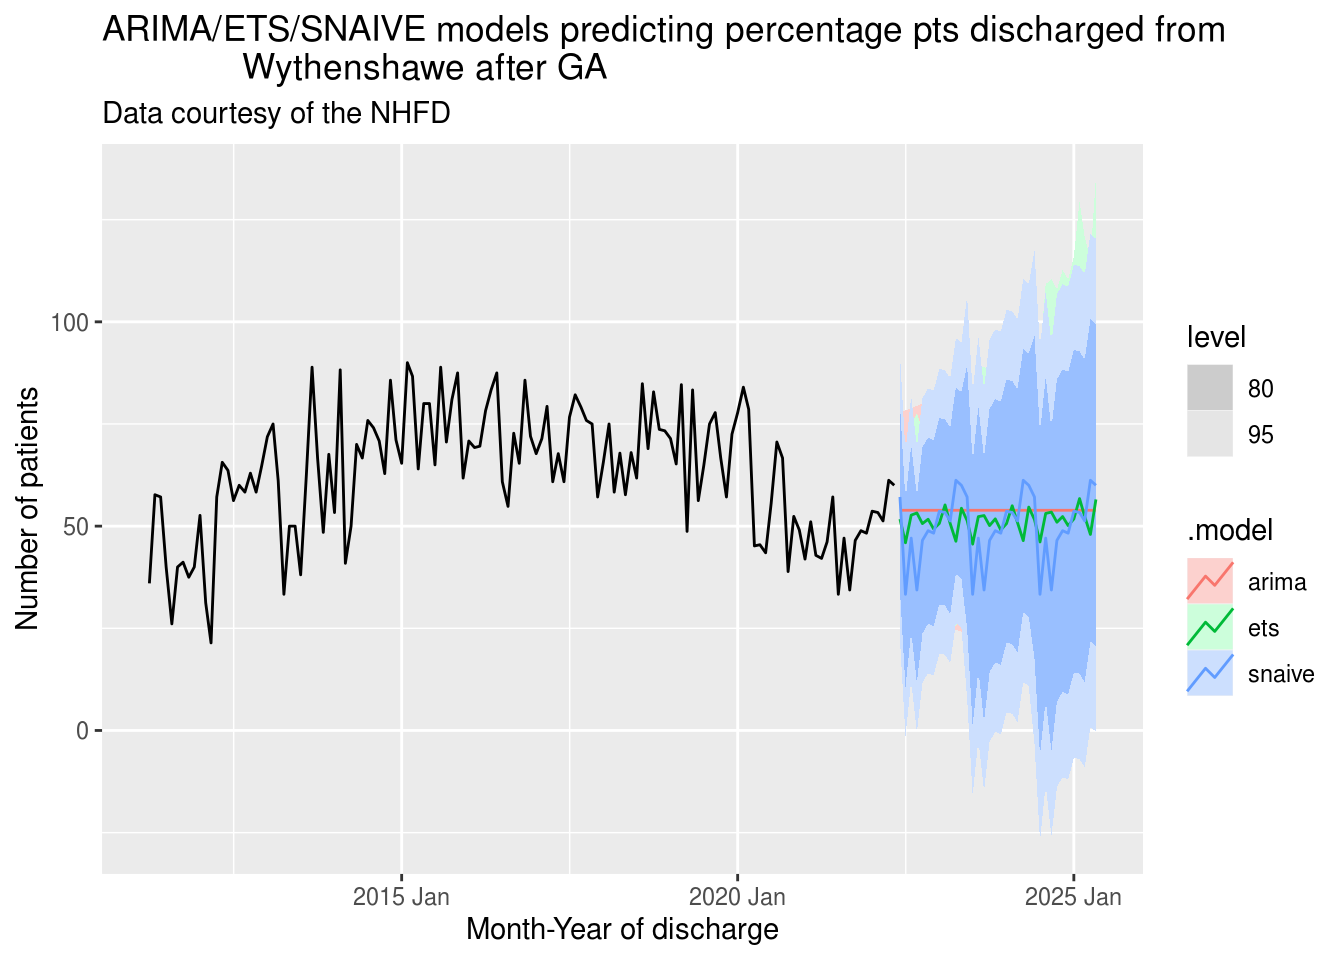 ARIMA/ETS/SNAIVE models predicting percentage pts discharged from
Wythenshawe after GA
Data courtesy of the NHFD
Number of patients
100
50
0
2015 Jan
2020 Jan
2025 Jan
Month-Year of discharge
level
80
95
.model
arima
ets
snaive